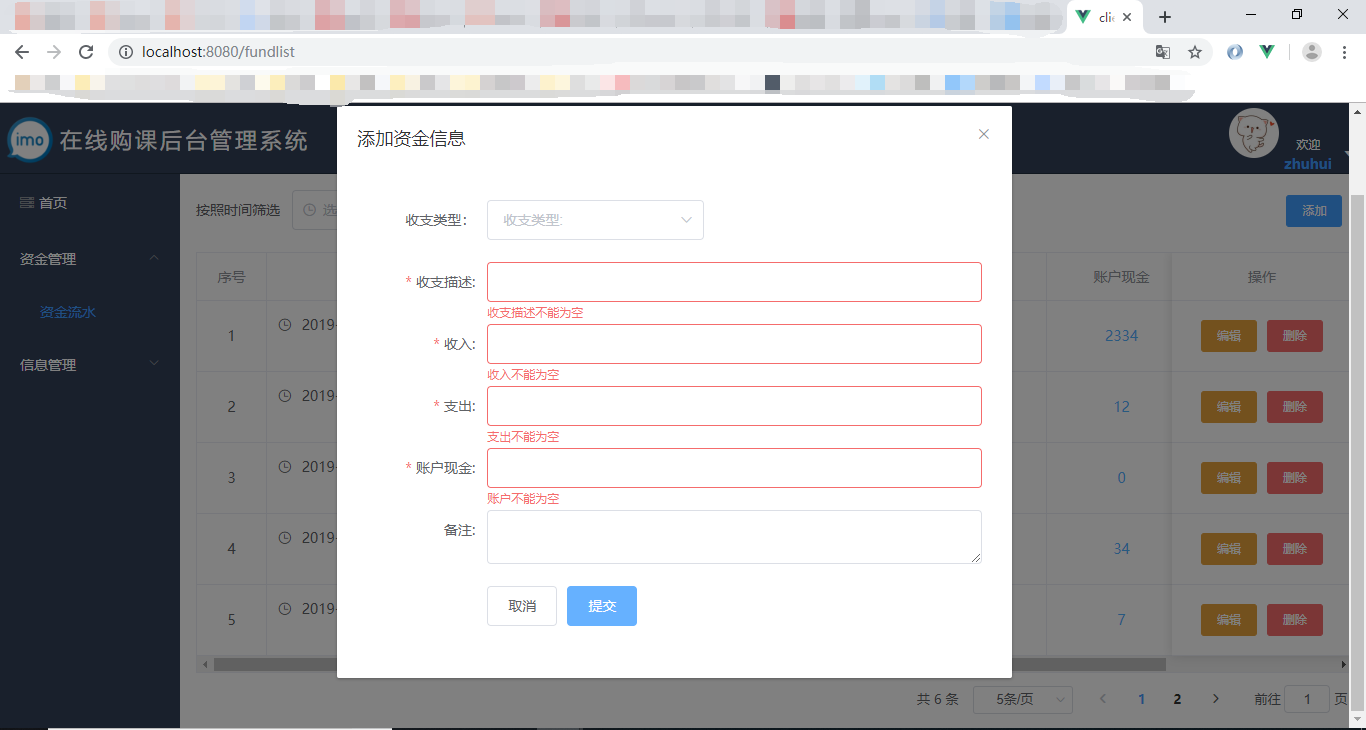 cli
localhost:8080/fundlist
imo 在线购课后台管理系统
欢迎
zhuhui
首页
资金管理
资金流水
信息管理
按照时间筛选 选
添加
添加资金信息
收支类型: 收支类型:
* 收支描述:
收支描述不能为空
* 收入:
收入不能为空
* 支出:
支出不能为空
* 账户现金:
账户不能为空
备注:
取消 提交
序号 账户现金 操作
1 2019- 2334 编辑 删除
2 2019- 12 编辑 删除
3 2019- 0 编辑 删除
4 2019- 34 编辑 删除
5 2019- 7 编辑 删除
共 6 条 5条/页 1 2 前往 1 页